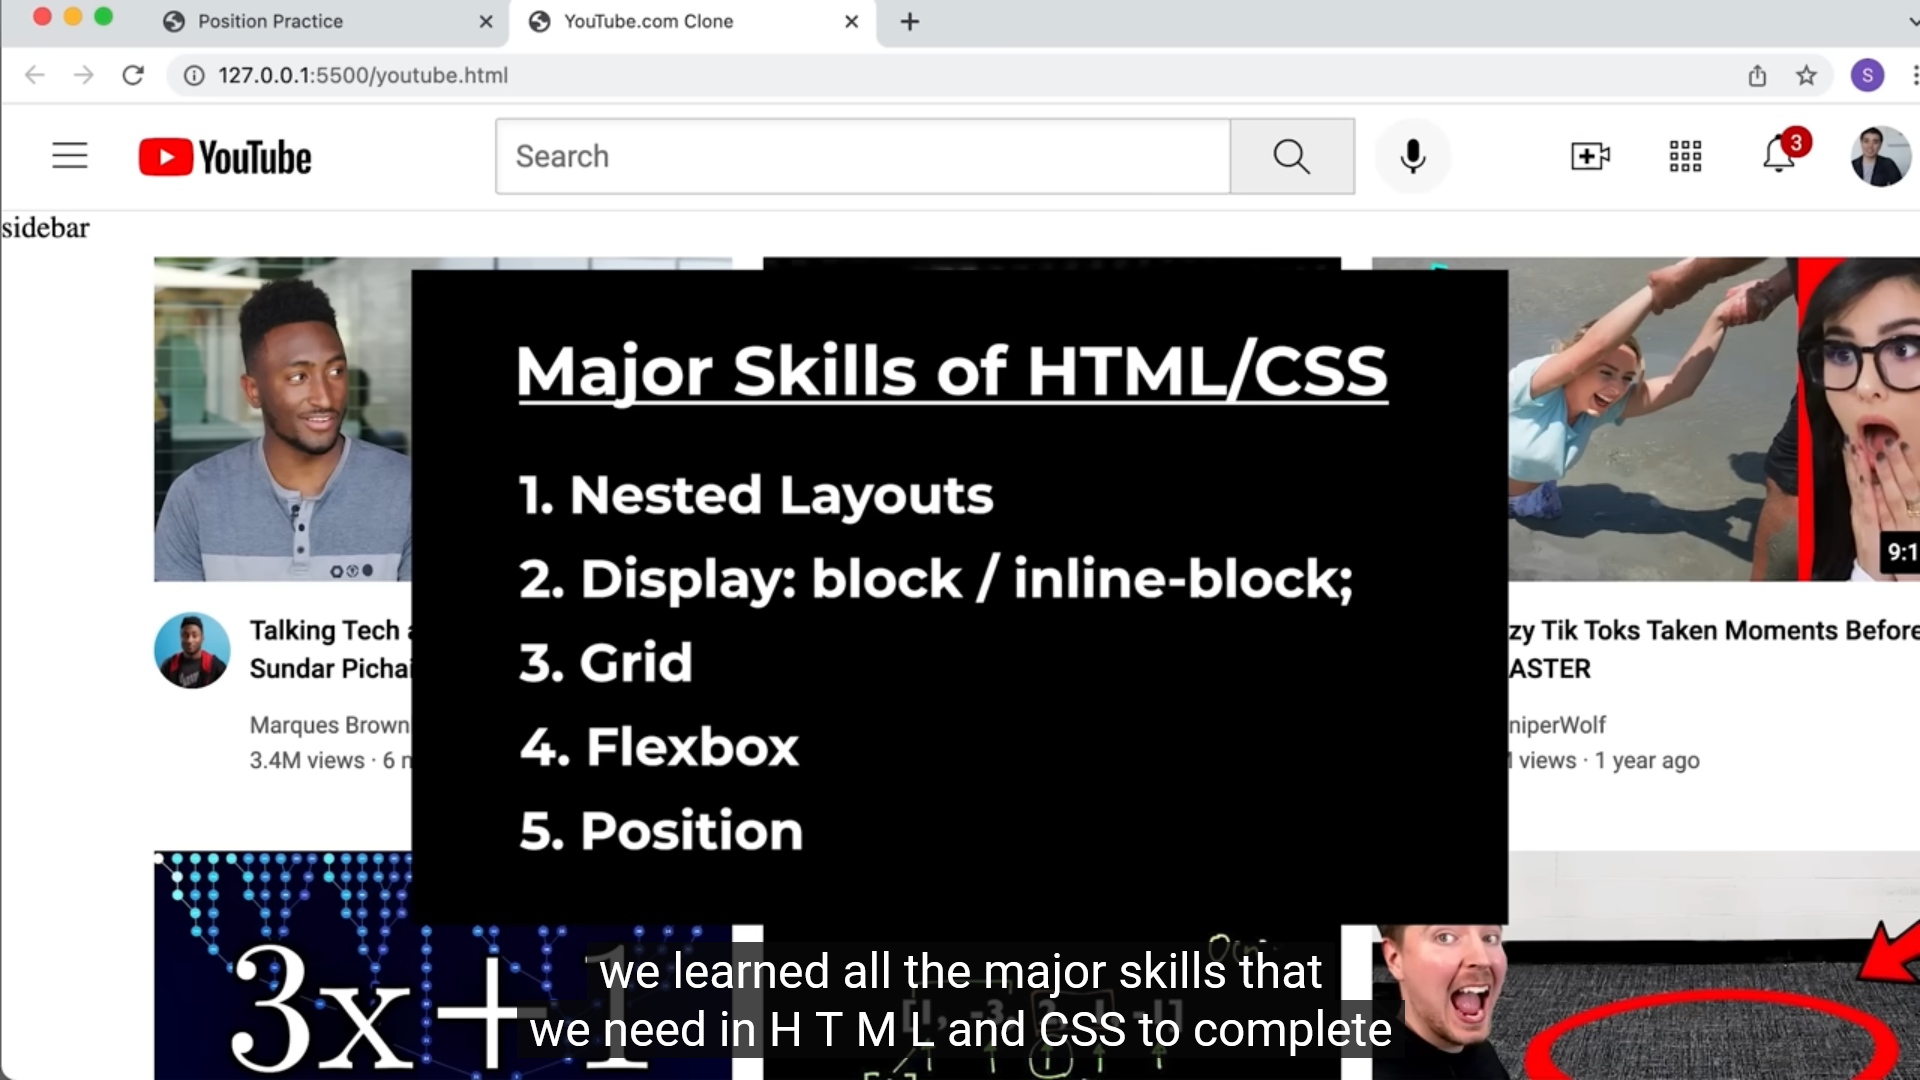 Position Practice
YouTube.com Clone
127.0.0.1:5500/youtube.html
S
YouTube
Search
3
sidebar
Major Skills of HTML/CSS
1. Nested Layouts
2. Display: block / inline-block;
3. Grid
4. Flexbox
5. Position
9:1
Talking Tech
Sundar Pichai
Marques Brown
3.4M views · 6
zy Tik Toks Taken Moments Before
ASTER
niperWolf
views · 1 year ago
3x+1
we learned all the major skills that
we need in H T M L and CSS to complete